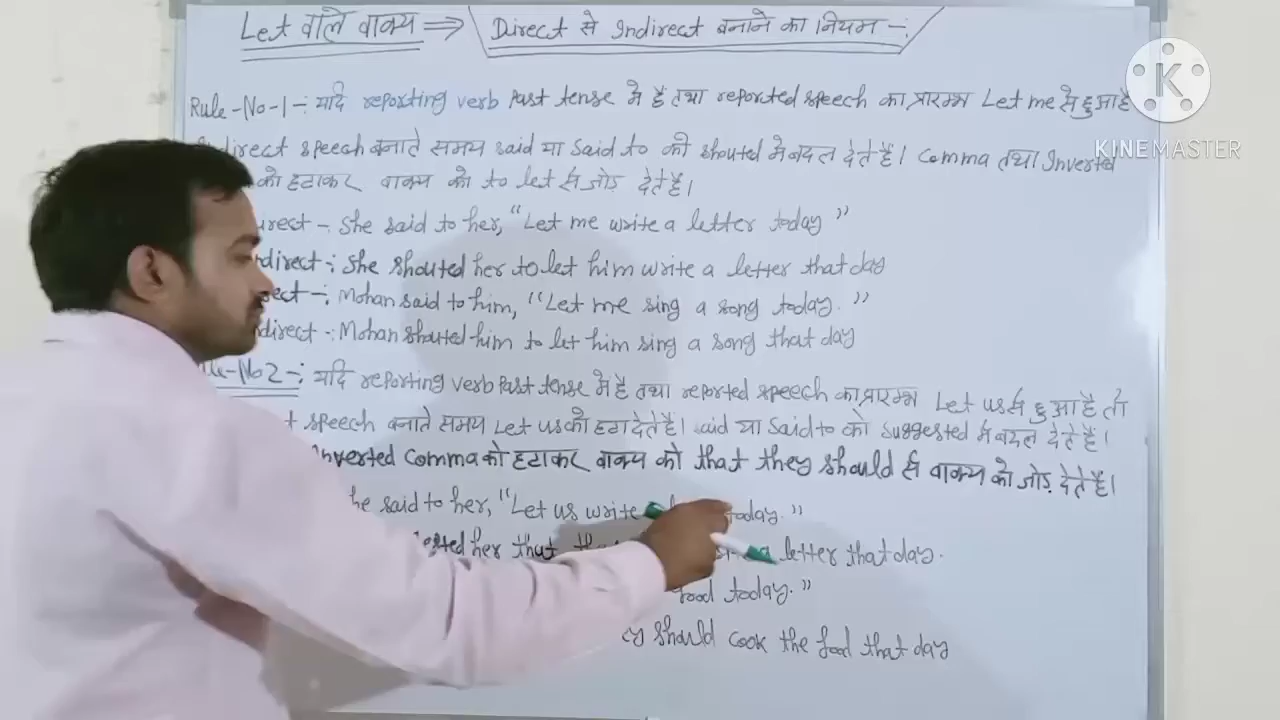 Let वाले वाक्य ⇒ Direct से Indirect बनाने का नियम -:
Rule-No-1-: यदि reporting verb Past tense में है तथा reported speech का प्रारम्भ Let me से हुआ है
direct speech बनाते समय said या said to को shouted में बदल देते हैं। Comma तथा Inverted
को हटाकर वाक्य को to let से जोड़ देते हैं।
irect -: She said to her, “Let me write a letter today”
ndirect -: She shouted her to let him write a letter that day
ect -: Mohan said to him, “Let me sing a song today.”
direct -: Mohan shouted him to let him sing a song that day
-No2-: यदि reporting verb Past tense में है तथा reported speech का प्रारम्भ Let us से हुआ है तो
t speech बनाते समय Let us को हटा देते हैं। said या said to को suggested में बदल देते हैं।
Inverted Comma को हटाकर वाक्य को that they should से वाक्य को जोड़ देते हैं।
he said to her, “Let us write today.”
ested her that letter that day.
food today.”
ey should cook the food that day
KINEMASTER